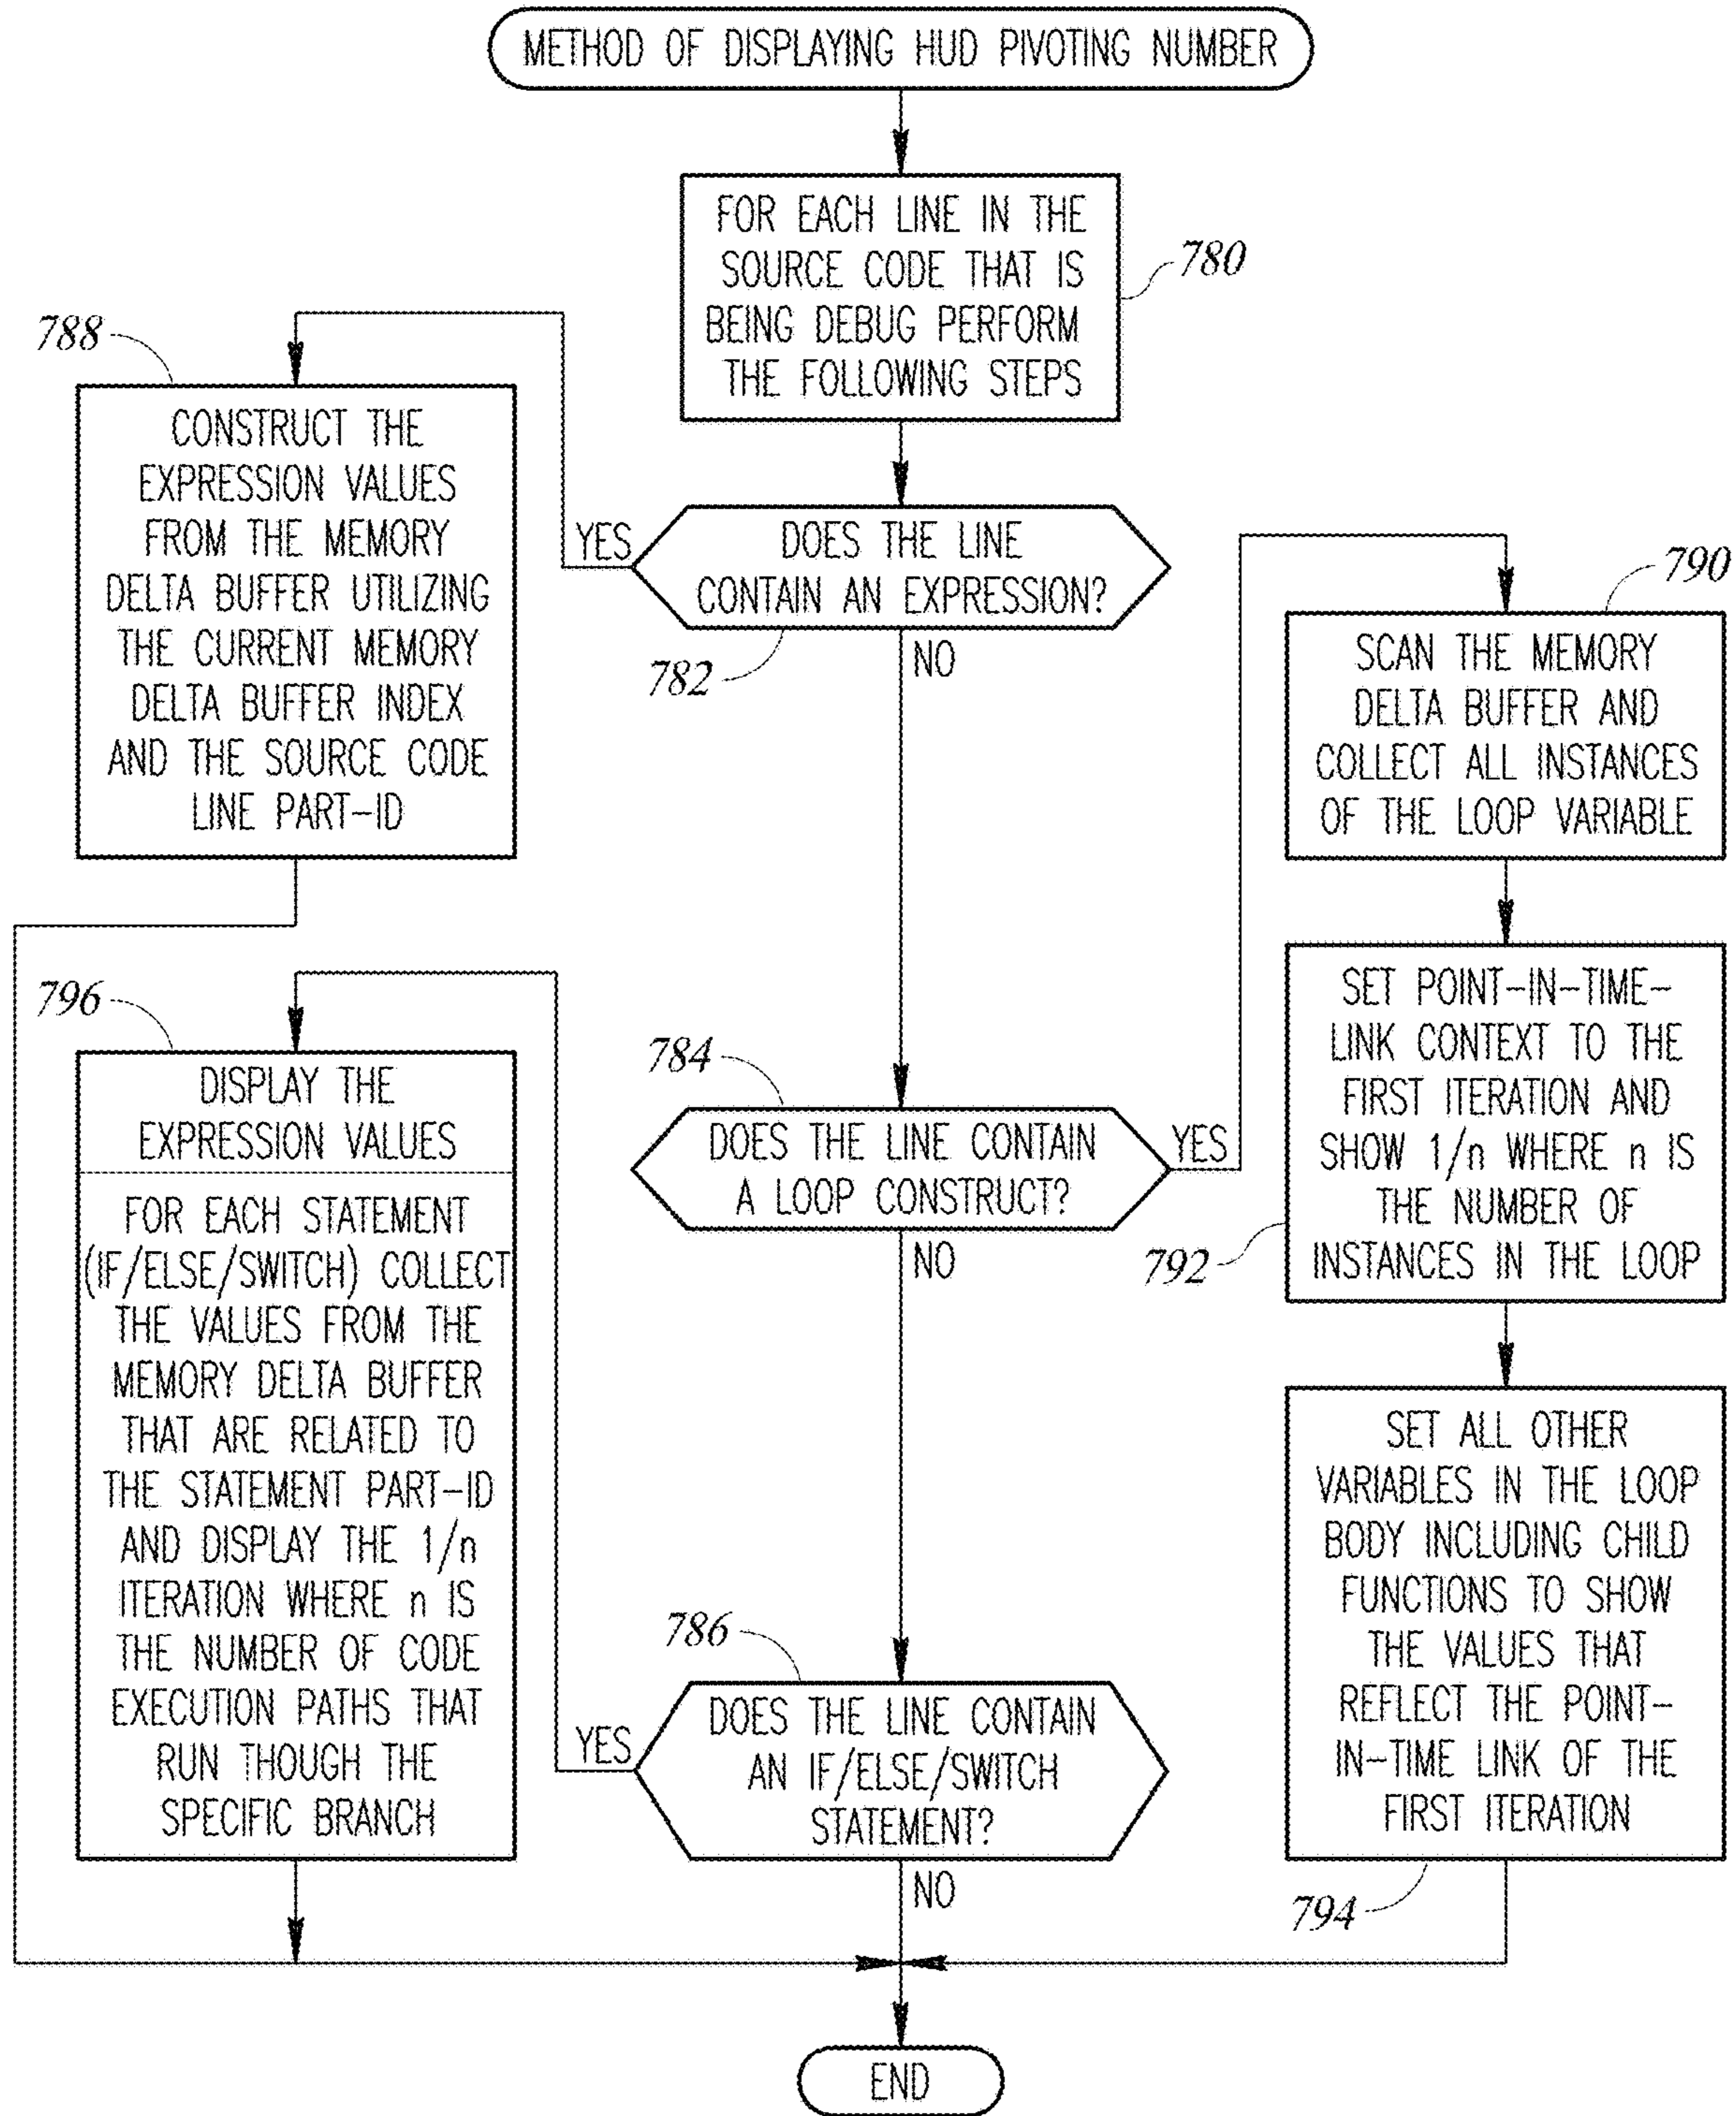 METHOD OF DISPLAYING HUD PIVOTING NUMBER
FOR EACH LINE IN THE
SOURCE CODE THAT IS
BEING DEBUG PERFORM
THE FOLLOWING STEPS
780
788
CONSTRUCT THE
EXPRESSION VALUES
FROM THE MEMORY
DELTA BUFFER UTILIZING
THE CURRENT MEMORY
DELTA BUFFER INDEX
AND THE SOURCE CODE
LINE PART-ID
YES
DOES THE LINE
CONTAIN AN EXPRESSION?
782
NO
790
SCAN THE MEMORY
DELTA BUFFER AND
COLLECT ALL INSTANCES
OF THE LOOP VARIABLE
SET POINT-IN-TIME-
LINK CONTEXT TO THE
FIRST ITERATION AND
SHOW 1/n WHERE n IS
THE NUMBER OF
INSTANCES IN THE LOOP
792
784
DOES THE LINE CONTAIN
A LOOP CONSTRUCT?
YES
NO
796
DISPLAY THE
EXPRESSION VALUES
FOR EACH STATEMENT
(IF/ELSE/SWITCH) COLLECT
THE VALUES FROM THE
MEMORY DELTA BUFFER
THAT ARE RELATED TO
THE STATEMENT PART-ID
AND DISPLAY THE 1/n
ITERATION WHERE n IS
THE NUMBER OF CODE
EXECUTION PATHS THAT
RUN THOUGH THE
SPECIFIC BRANCH
SET ALL OTHER
VARIABLES IN THE LOOP
BODY INCLUDING CHILD
FUNCTIONS TO SHOW
THE VALUES THAT
REFLECT THE POINT-
IN-TIME LINK OF THE
FIRST ITERATION
794
786
YES
DOES THE LINE CONTAIN
AN IF/ELSE/SWITCH
STATEMENT?
NO
END